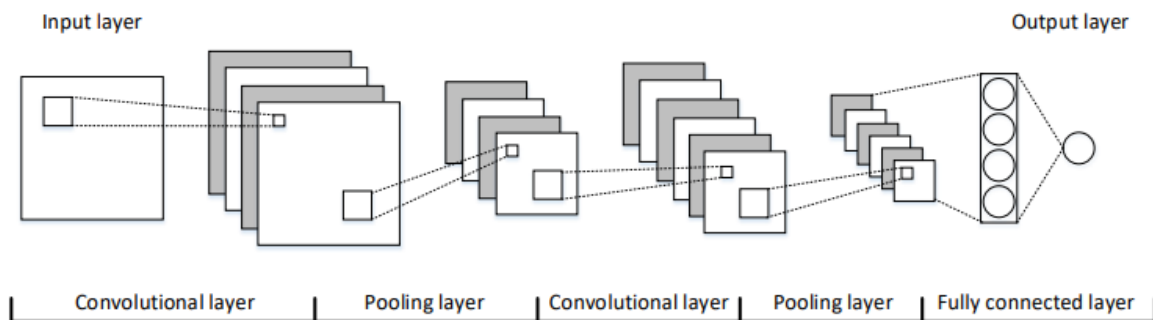 Input layer
Output layer
Convolutional layer
Pooling layer
Convolutional layer
Pooling layer
Fully connected layer